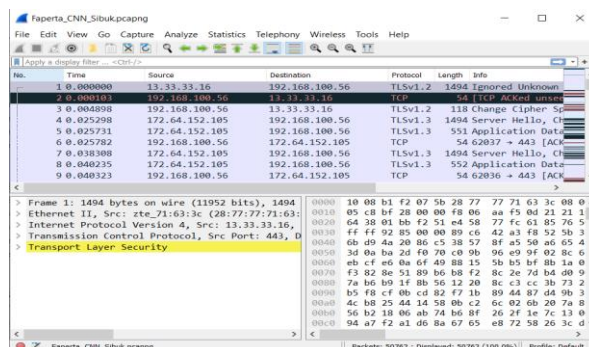 Faperta_CNN_Sibuk.pcapng
File Edit View Go Capture Analyze Statistics Telephony Wireless Tools Help
Apply a display filter ... <Ctrl-/>
No. Time Source Destination Protocol Length Info
1 0.000000 13.33.33.16 192.168.100.56 TLSv1.2 1494 Ignored Unknown
2 0.000103 192.168.100.56 13.33.33.16 TCP 54 [TCP ACKed unsee
3 0.004898 192.168.100.56 13.33.33.16 TLSv1.2 118 Change Cipher Sp
4 0.025298 172.64.152.105 192.168.100.56 TLSv1.3 1494 Server Hello, Ch
5 0.025731 172.64.152.105 192.168.100.56 TLSv1.3 551 Application Data
6 0.025782 192.168.100.56 172.64.152.105 TCP 54 62037 → 443 [ACK
7 0.038308 172.64.152.105 192.168.100.56 TLSv1.3 1494 Server Hello, Ch
8 0.040235 172.64.152.105 192.168.100.56 TLSv1.3 552 Application Data
9 0.040323 192.168.100.56 172.64.152.105 TCP 54 62036 → 443 [ACK
> Frame 1: 1494 bytes on wire (11952 bits), 1494
> Ethernet II, Src: zte_71:63:3c (28:77:77:71:63:
> Internet Protocol Version 4, Src: 13.33.33.16,
> Transmission Control Protocol, Src Port: 443, D
> Transport Layer Security
0000 10 08 b1 f2 07 5b 28 77 77 71 63 3c 08 0
0010 05 c8 bf 28 00 00 f8 06 aa f5 0d 21 21 1
0020 64 38 01 bb f2 51 e4 58 77 fc 61 85 76 5
0030 ff ff 92 85 00 00 89 c6 42 a3 f8 52 5b 3
0040 6b d9 4a 20 86 c5 38 57 8f a5 50 a6 65 4
0050 3d 0a ba 2d f0 70 c0 9b 96 e9 9f 02 8c 6
0060 eb cf e6 0a 6f 49 88 15 5b b5 bf 8b 1a 0
0070 f3 82 8e 51 89 b6 b8 f2 8c 2e 7d b4 d0 9
0080 7a b6 b9 1f 8b 56 12 20 8c c3 cc 3b 73 2
0090 b5 f8 cf 0b cd 82 f7 1b 89 44 87 d4 9b 3
00a0 4c b8 25 44 14 58 0b c2 6c 02 6b 20 7a 8
00b0 56 b2 18 06 ab 74 b6 8f 26 2f 1e 7c 13 0
00c0 94 a7 f2 a1 d6 8a 67 65 e8 72 58 26 3c d
Faperta_CNN_Sibuk.pcapng Packets: 50762 · Displayed: 50762 (100.0%) Profile: Default